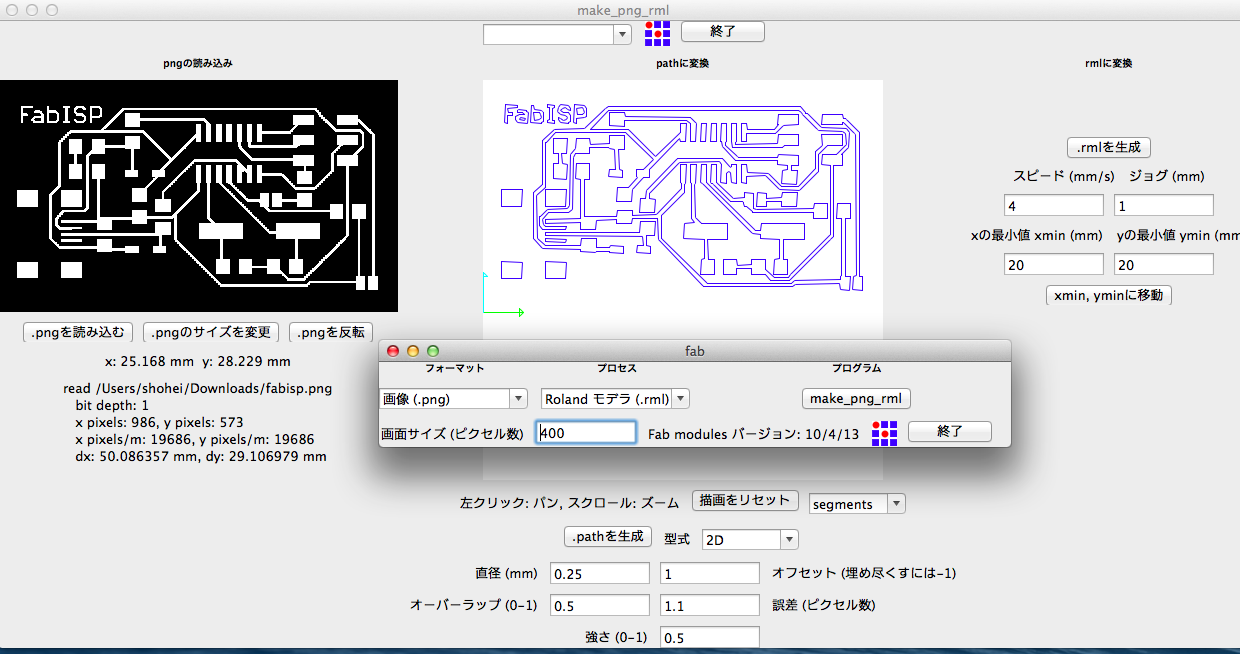 make_png_rml
終了
pngの読み込み
pathに変換
rmlに変換
FabISP
FabISP
.rmlを生成
スピード (mm/s) ジョグ (mm)
4 1
xの最小値 xmin (mm) yの最小値 ymin (mm
20 20
xmin, yminに移動
.pngを読み込む .pngのサイズを変更 .pngを反転
x: 25.168 mm y: 28.229 mm
read /Users/shohei/Downloads/fabisp.png
bit depth: 1
x pixels: 986, y pixels: 573
x pixels/m: 19686, y pixels/m: 19686
dx: 50.086357 mm, dy: 29.106979 mm
fab
フォーマット プロセス プログラム
画像 (.png) Roland モデラ (.rml) make_png_rml
画面サイズ (ピクセル数) 400 Fab modules バージョン: 10/4/13 終了
左クリック: パン, スクロール: ズーム 描画をリセット segments
.pathを生成 型式 2D
直径 (mm) 0.25 1 オフセット (埋め尽くすには-1)
オーバーラップ (0-1) 0.5 1.1 誤差 (ピクセル数)
強さ (0-1) 0.5